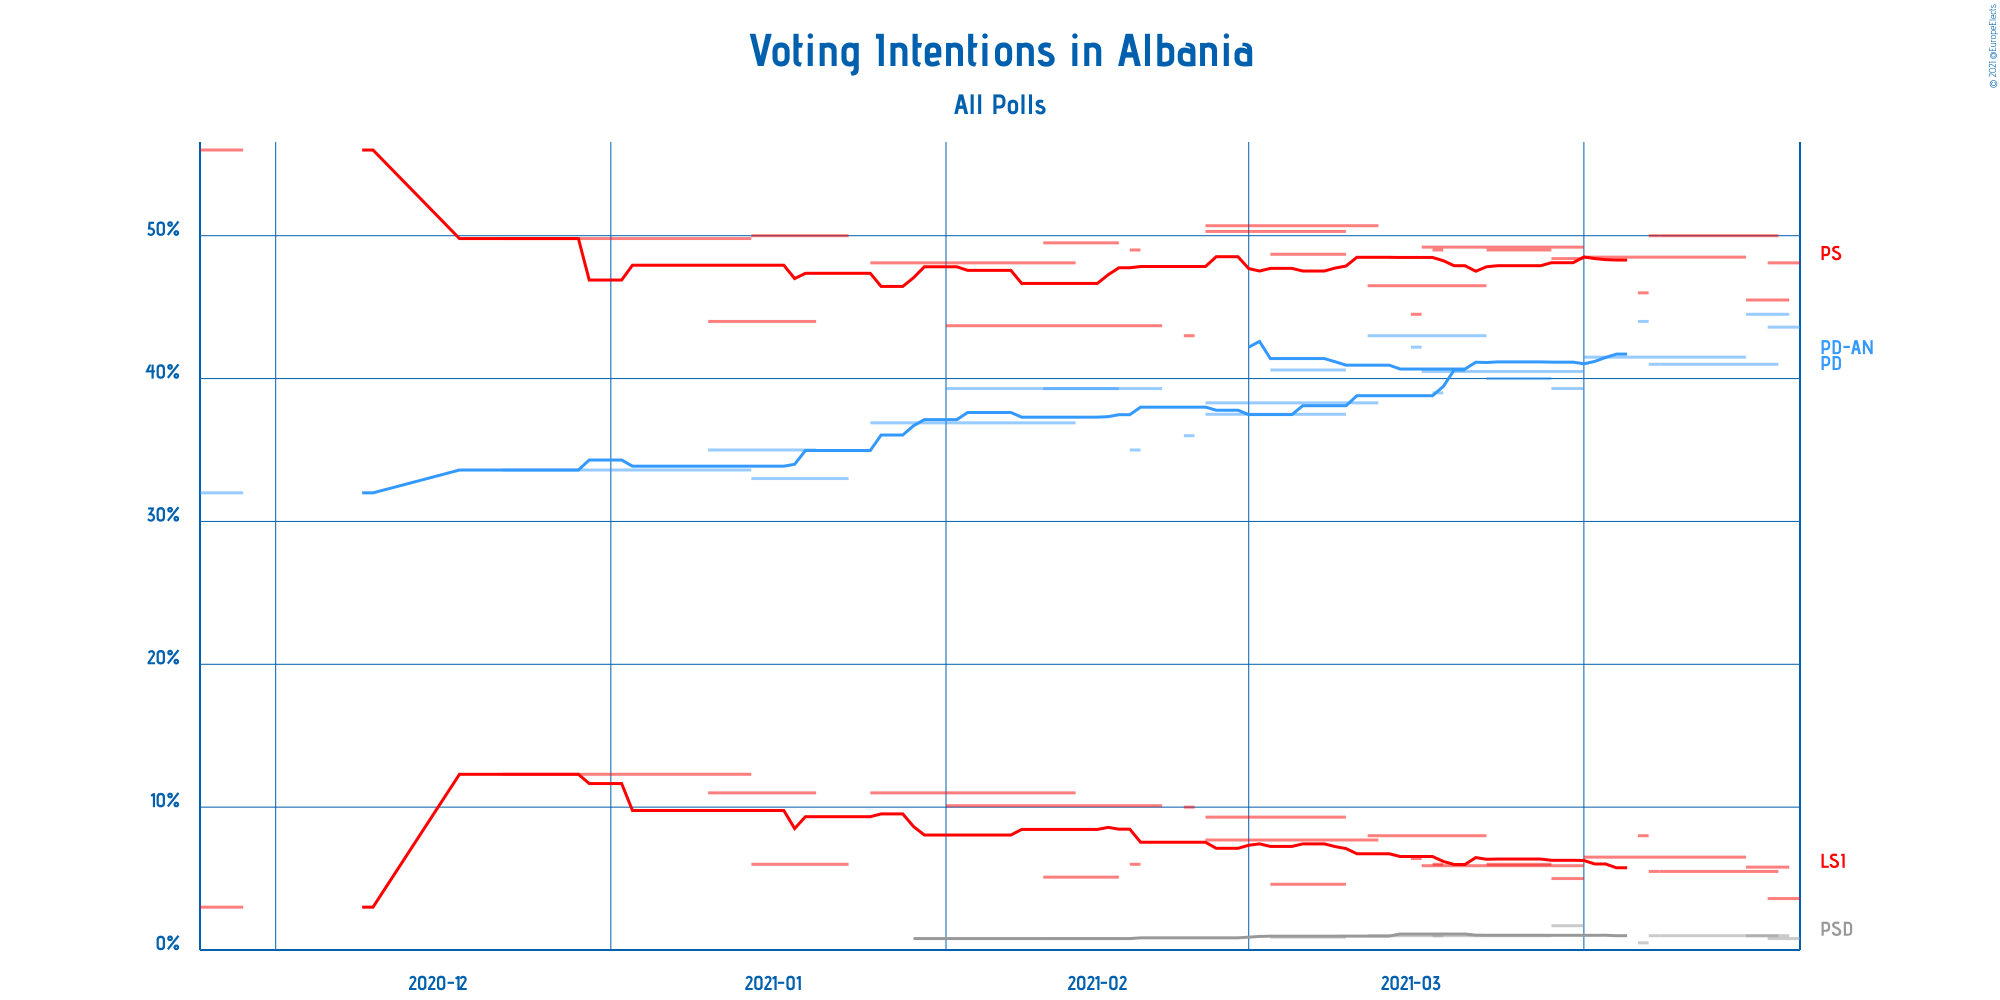 Voting Intentions in Albania
All Polls
© 2021 @EuropeElects
50%
40%
30%
20%
10%
0%
PS
PD-AN
PD
LSI
PSD
2020-12
2021-01
2021-02
2021-03